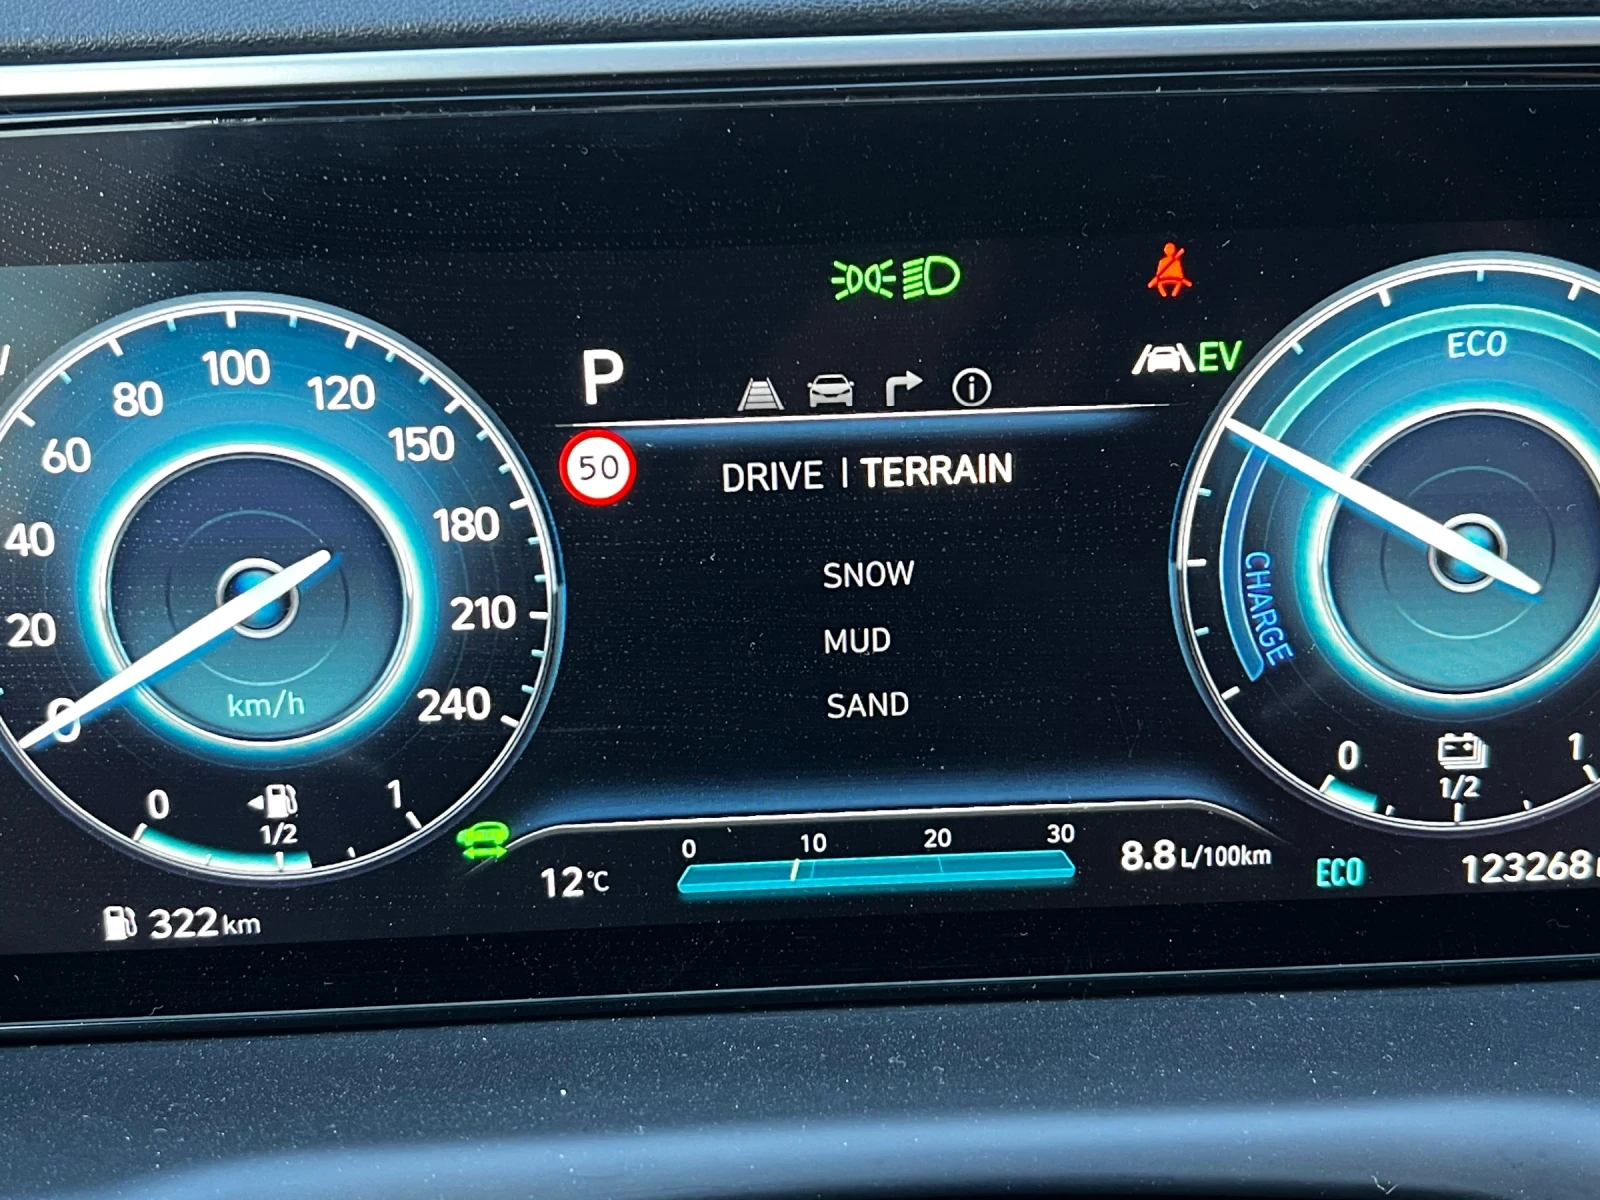 0
20
40
60
80
100
120
150
180
210
240
km/h
0
1/2
1
322 km
P
50
EV
DRIVE | TERRAIN
SNOW
MUD
SAND
12°C
0 10 20 30
8.8 L/100km
ECO
CHARGE
0
1/2
1
ECO
123268